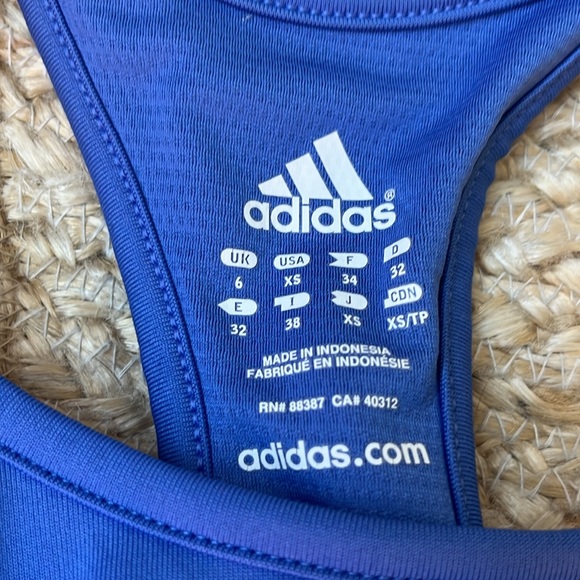 adidas®
UK USA F D
6 XS 34 32
E I J CDN
32 38 XS XS/TP
MADE IN INDONESIA
FABRIQUÉ EN INDONÉSIE
RN# 88387 CA# 40312
adidas.com